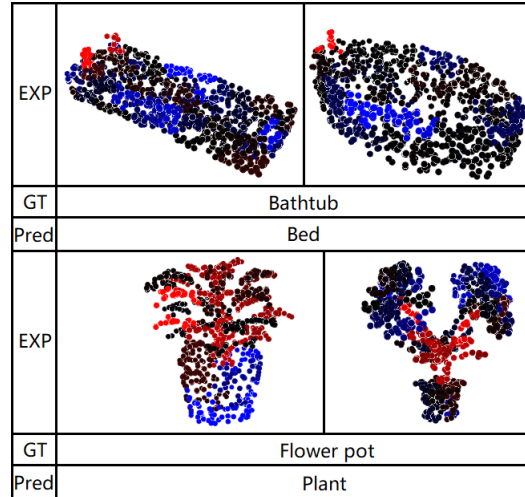 EXP
GT Bathtub
Pred Bed
EXP
GT Flower pot
Pred Plant